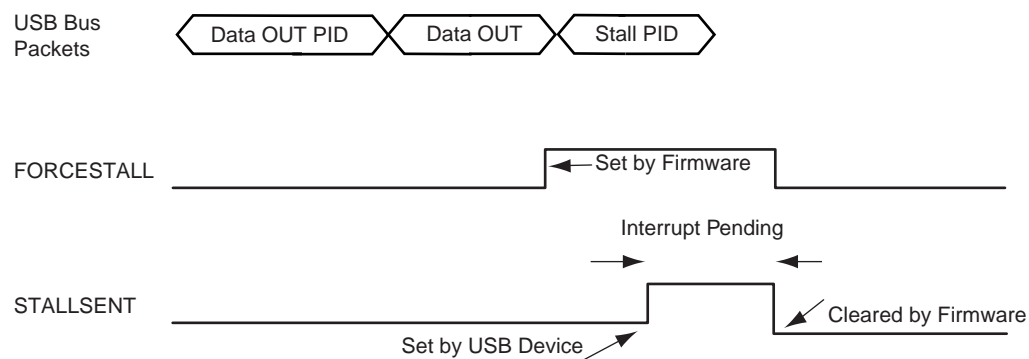 USB Bus
Packets
Data OUT PID
Data OUT
Stall PID
FORCESTALL
Set by Firmware
Interrupt Pending
STALLSENT
Cleared by Firmware
Set by USB Device